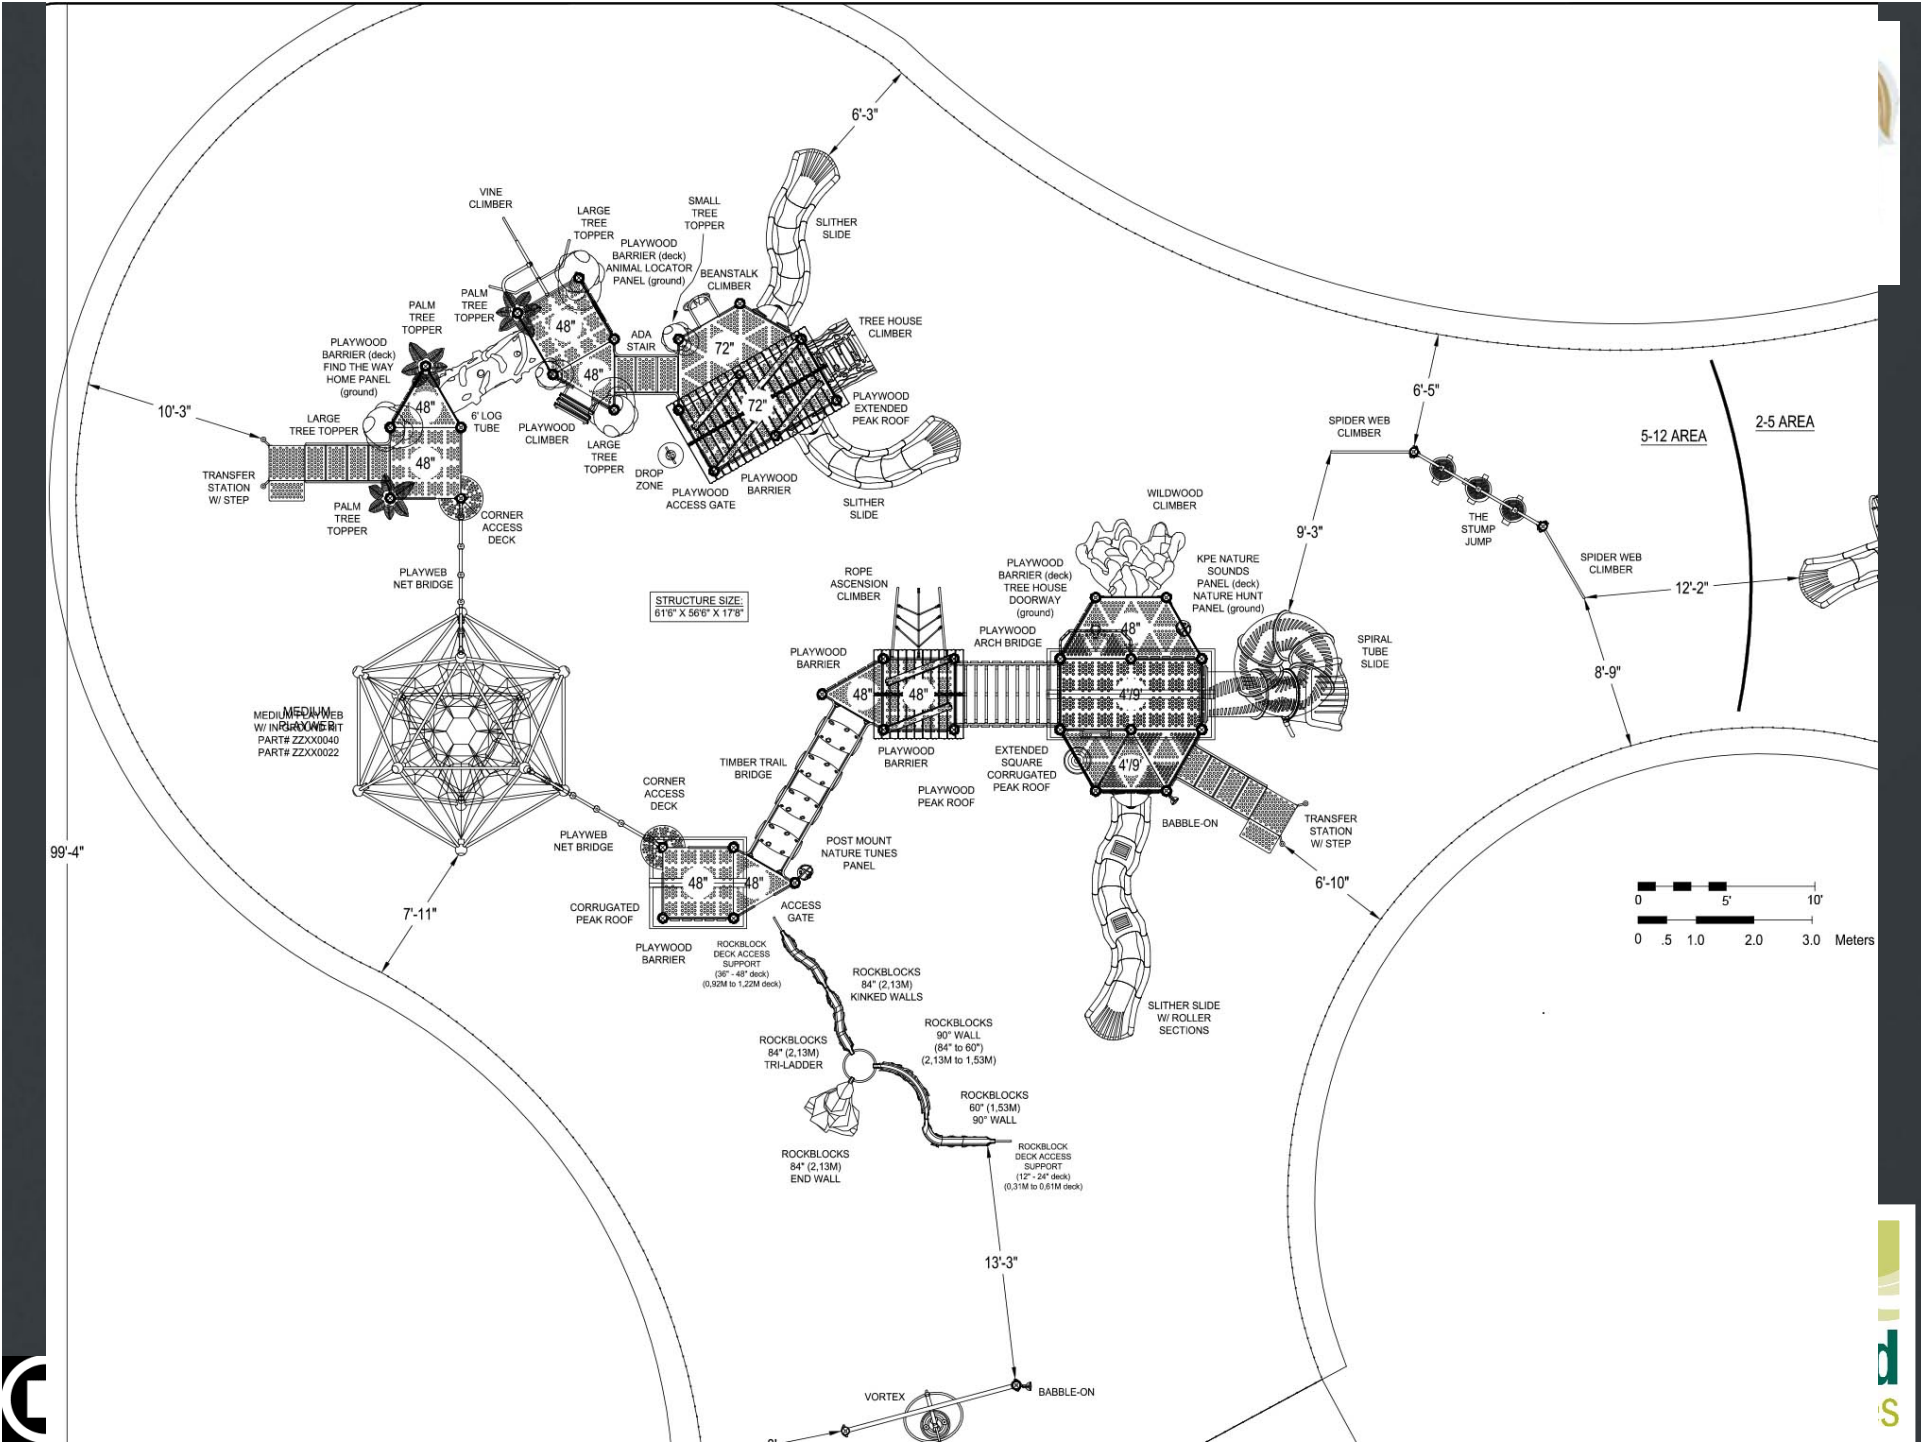 6'-3"
VINE
CLIMBER
LARGE
TREE
TOPPER
SMALL
TREE
TOPPER
SLITHER
SLIDE
PLAYWOOD
BARRIER (deck)
ANIMAL LOCATOR
PANEL (ground)
BEANSTALK
CLIMBER
PALM
TREE
TOPPER
PALM
TREE
TOPPER
48"
ADA
STAIR
72"
TREE HOUSE
CLIMBER
PLAYWOOD
BARRIER (deck)
FIND THE WAY
HOME PANEL
(ground)
48"
48"
72"
PLAYWOOD
EXTENDED
PEAK ROOF
10'-3"
LARGE
TREE TOPPER
6' LOG
TUBE
PLAYWOOD
CLIMBER
LARGE
TREE
TOPPER
48"
DROP
ZONE
PLAYWOOD
ACCESS GATE
PLAYWOOD
BARRIER
SLITHER
SLIDE
TRANSFER
STATION
W/ STEP
PALM
TREE
TOPPER
CORNER
ACCESS
DECK
6'-5"
SPIDER WEB
CLIMBER
5-12 AREA
2-5 AREA
WILDWOOD
CLIMBER
9'-3"
THE
STUMP
JUMP
SPIDER WEB
CLIMBER
12'-2"
8'-9"
PLAYWEB
NET BRIDGE
STRUCTURE SIZE:
61'6" X 56'6" X 17'8"
ROPE
ASCENSION
CLIMBER
PLAYWOOD
BARRIER (deck)
TREE HOUSE
DOORWAY
(ground)
KPE NATURE
SOUNDS
PANEL (deck)
NATURE HUNT
PANEL (ground)
PLAYWOOD
ARCH BRIDGE
48"
SPIRAL
TUBE
SLIDE
PLAYWOOD
BARRIER
48"
48"
4'/9'
MEDIUM
PLAYWEB
MEDIUM PLAYWEB
W/ IN-GROUND KIT
PART# ZZXX0040
PART# ZZXX0022
TIMBER TRAIL
BRIDGE
PLAYWOOD
BARRIER
EXTENDED
SQUARE
CORRUGATED
PEAK ROOF
4'/9'
PLAYWOOD
PEAK ROOF
BABBLE-ON
TRANSFER
STATION
W/ STEP
CORNER
ACCESS
DECK
PLAYWEB
NET BRIDGE
POST MOUNT
NATURE TUNES
PANEL
99'-4"
48"
48"
6'-10"
7'-11"
CORRUGATED
PEAK ROOF
ACCESS
GATE
PLAYWOOD
BARRIER
ROCKBLOCK
DECK ACCESS
SUPPORT
(36" - 48" deck)
(0,92M to 1,22M deck)
ROCKBLOCKS
84" (2,13M)
KINKED WALLS
0 5' 10'
0 .5 1.0 2.0 3.0 Meters
SLITHER SLIDE
W/ ROLLER
SECTIONS
ROCKBLOCKS
84" (2,13M)
TRI-LADDER
ROCKBLOCKS
90° WALL
(84" to 60")
(2,13M to 1,53M)
ROCKBLOCKS
60" (1,53M)
90° WALL
ROCKBLOCKS
84" (2,13M)
END WALL
ROCKBLOCK
DECK ACCESS
SUPPORT
(12" - 24" deck)
(0,31M to 0,61M deck)
13'-3"
VORTEX
BABBLE-ON
d
s